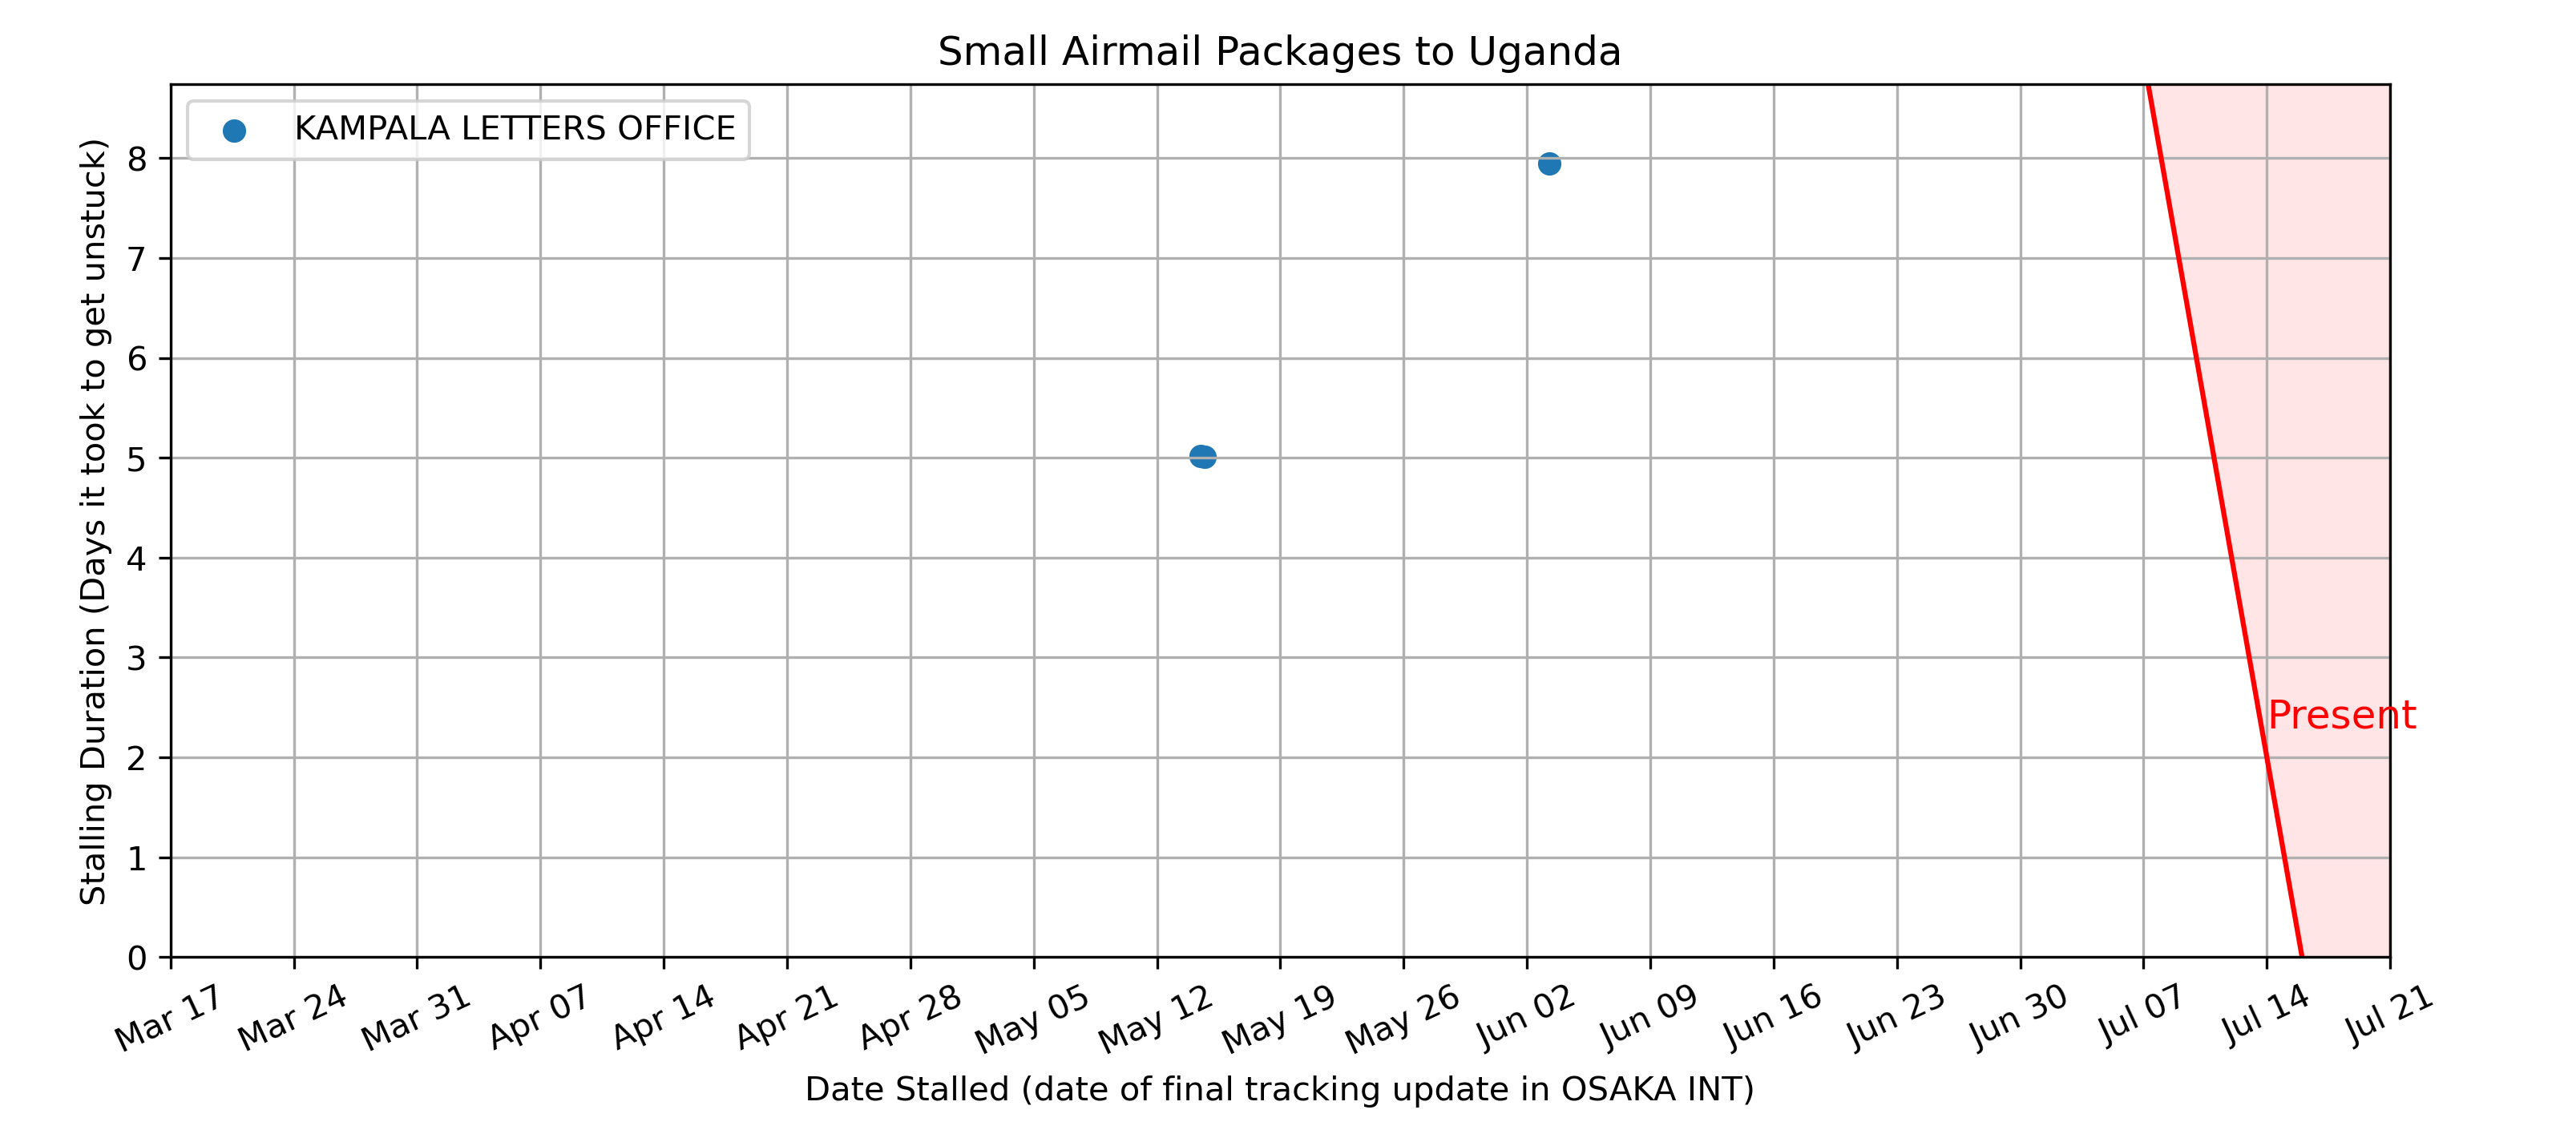 Small Airmail Packages to Uganda
KAMPALA LETTERS OFFICE
Stalling Duration (Days it took to get unstuck)
8
7
6
5
4
3
2
1
0
Present
Mar 17 Mar 24 Mar 31 Apr 07 Apr 14 Apr 21 Apr 28 May 05 May 12 May 19 May 26 Jun 02 Jun 09 Jun 16 Jun 23 Jun 30 Jul 07 Jul 14 Jul 21
Date Stalled (date of final tracking update in OSAKA INT)